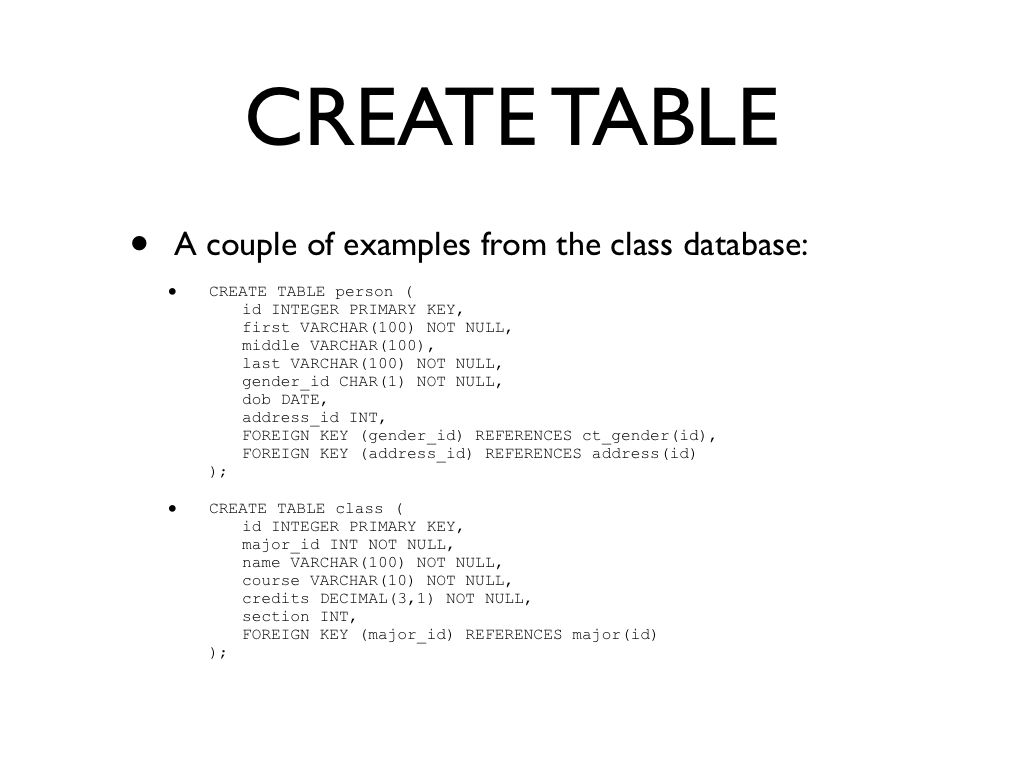 CREATE TABLE
• A couple of examples from the class database:
• CREATE TABLE person (
id INTEGER PRIMARY KEY,
first VARCHAR(100) NOT NULL,
middle VARCHAR(100),
last VARCHAR(100) NOT NULL,
gender_id CHAR(1) NOT NULL,
dob DATE,
address_id INT,
FOREIGN KEY (gender_id) REFERENCES ct_gender(id),
FOREIGN KEY (address_id) REFERENCES address(id)
);
• CREATE TABLE class (
id INTEGER PRIMARY KEY,
major_id INT NOT NULL,
name VARCHAR(100) NOT NULL,
course VARCHAR(10) NOT NULL,
credits DECIMAL(3,1) NOT NULL,
section INT,
FOREIGN KEY (major_id) REFERENCES major(id)
);